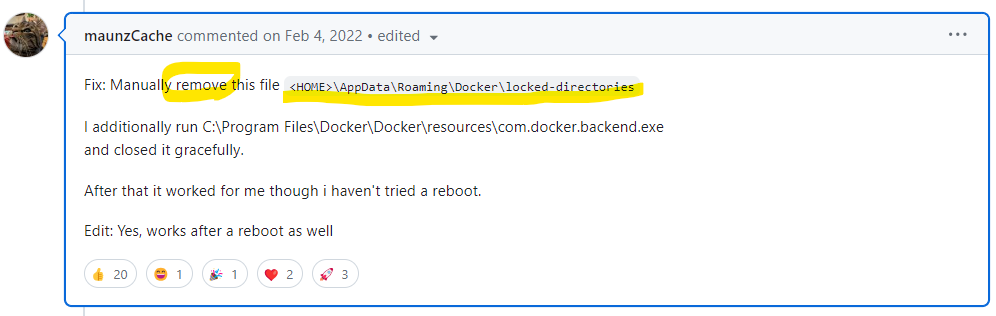 maunzCache commented on Feb 4, 2022 • edited
Fix: Manually remove this file <HOME>\AppData\Roaming\Docker\locked-directories
I additionally run C:\Program Files\Docker\Docker\resources\com.docker.backend.exe
and closed it gracefully.
After that it worked for me though i haven't tried a reboot.
Edit: Yes, works after a reboot as well
👍 20 😄 1 🎉 1 ❤️ 2 🚀 3